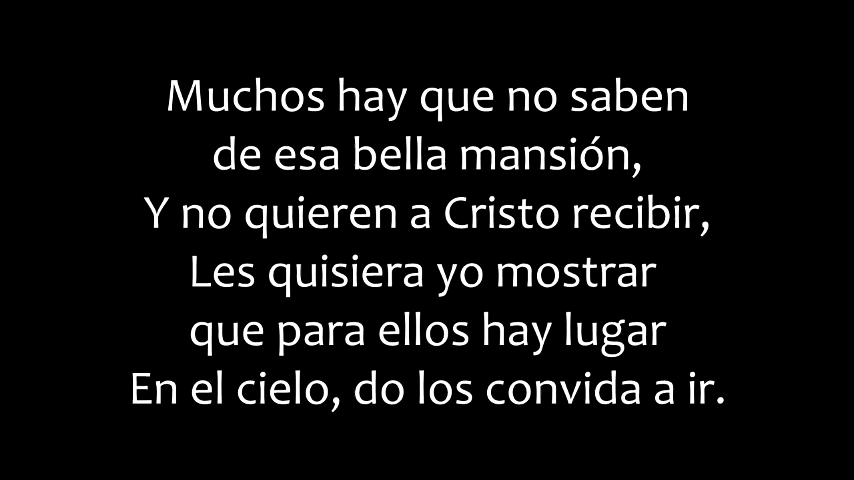 Muchos hay que no saben
de esa bella mansión,
Y no quieren a Cristo recibir,
Les quisiera yo mostrar
que para ellos hay lugar
En el cielo, do los convida a ir.